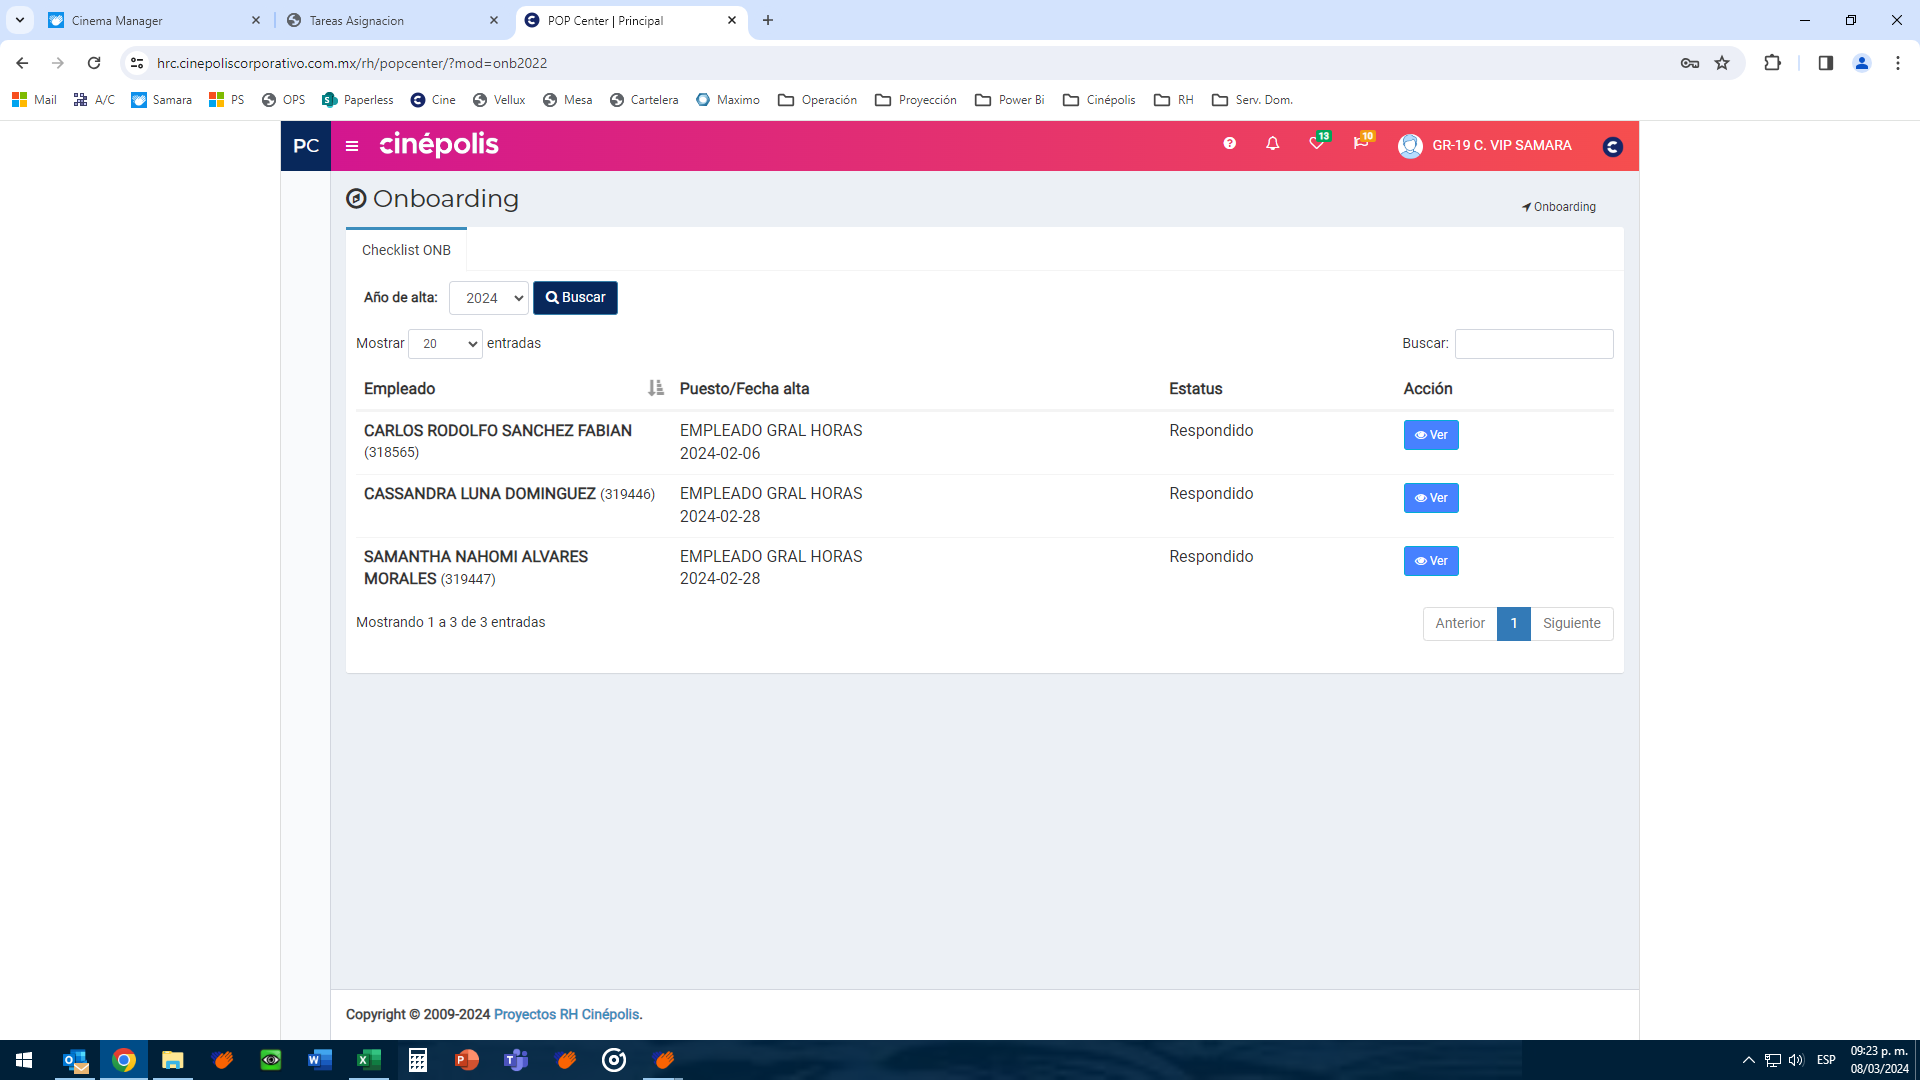 Cinema Manager
Tareas Asignacion
POP Center | Principal
hrc.cinepoliscorporativo.com.mx/rh/popcenter/?mod=onb2022
Mail A/C Samara PS OPS Paperless Cine Vellux Mesa Cartelera Maximo Operación Proyección Power Bi Cinépolis RH Serv. Dom.
PC cinépolis 13 10 GR-19 C. VIP SAMARA
Onboarding
Onboarding
Checklist ONB
Año de alta: 2024 Buscar
Mostrar 20 entradas Buscar:
Empleado Puesto/Fecha alta Estatus Acción
CARLOS RODOLFO SANCHEZ FABIAN EMPLEADO GRAL HORAS Respondido Ver
(318565) 2024-02-06
CASSANDRA LUNA DOMINGUEZ (319446) EMPLEADO GRAL HORAS Respondido Ver
2024-02-28
SAMANTHA NAHOMI ALVARES EMPLEADO GRAL HORAS Respondido Ver
MORALES (319447) 2024-02-28
Mostrando 1 a 3 de 3 entradas Anterior 1 Siguiente
Copyright © 2009-2024 Proyectos RH Cinépolis.
ESP 09:23 p. m.
08/03/2024